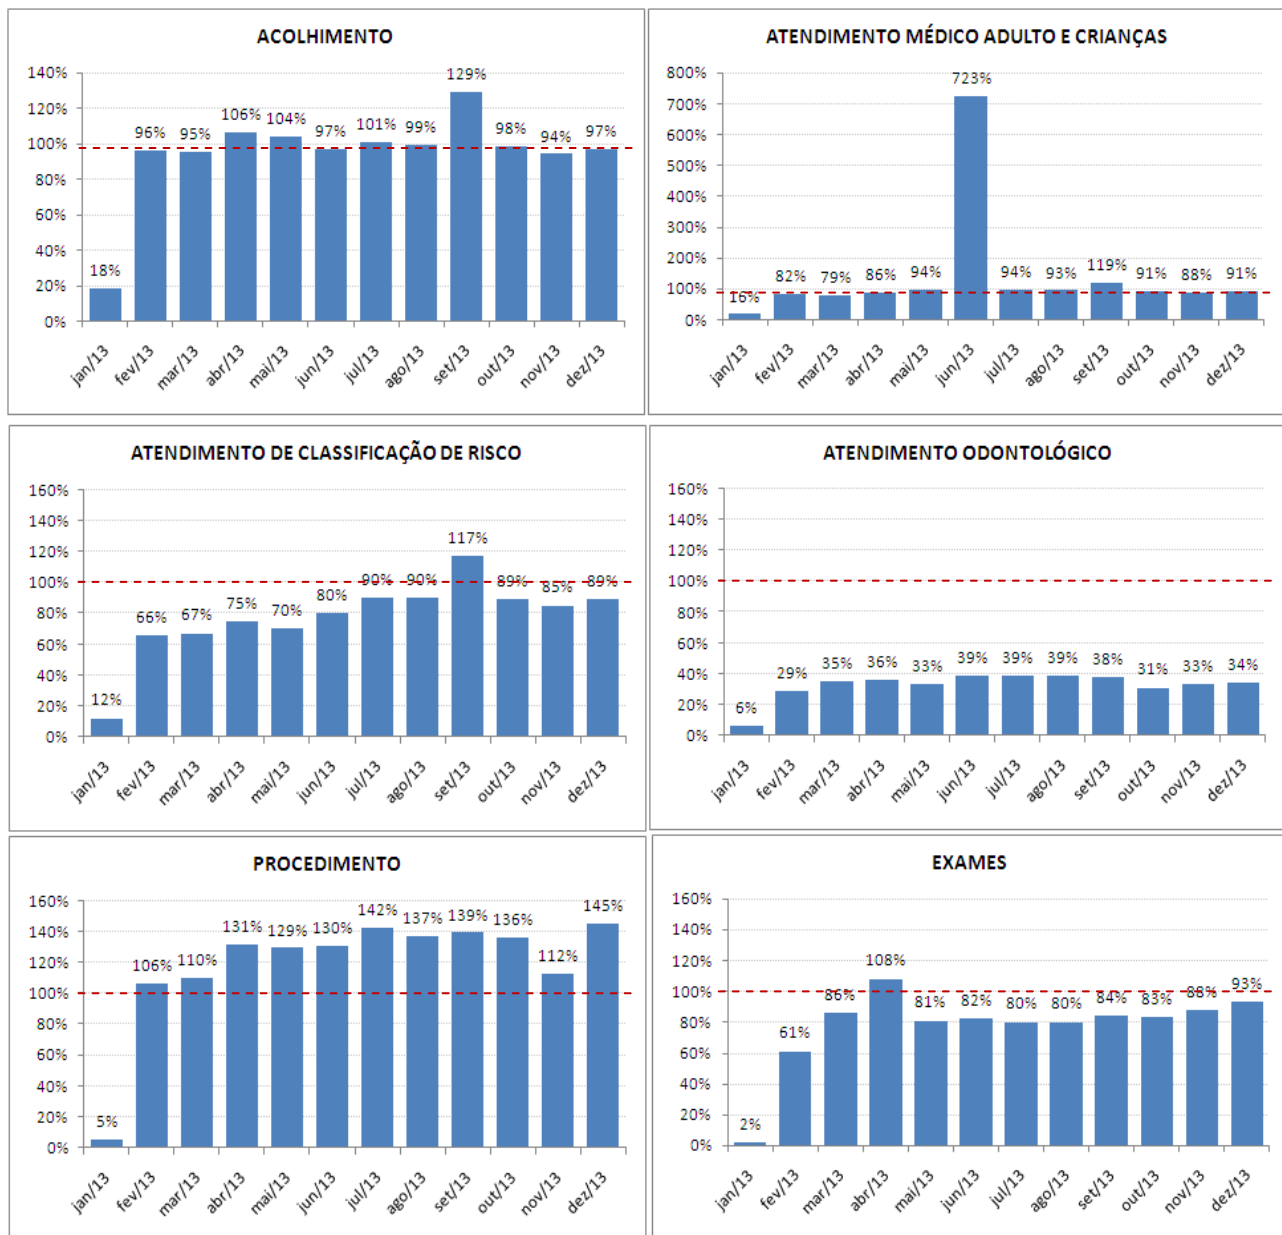 ACOLHIMENTO
140%
120%
100%
80%
60%
40%
20%
0%
18%
96%
95%
106%
104%
97%
101%
99%
129%
98%
94%
97%
jan/13
fev/13
mar/13
abr/13
mai/13
jun/13
jul/13
ago/13
set/13
out/13
nov/13
dez/13
ATENDIMENTO MÉDICO ADULTO E CRIANÇAS
800%
700%
600%
500%
400%
300%
200%
100%
0%
16%
82%
79%
86%
94%
723%
94%
93%
119%
91%
88%
91%
jan/13
fev/13
mar/13
abr/13
mai/13
jun/13
jul/13
ago/13
set/13
out/13
nov/13
dez/13
ATENDIMENTO DE CLASSIFICAÇÃO DE RISCO
160%
140%
120%
100%
80%
60%
40%
20%
0%
12%
66%
67%
75%
70%
80%
90%
90%
117%
89%
85%
89%
jan/13
fev/13
mar/13
abr/13
mai/13
jun/13
jul/13
ago/13
set/13
out/13
nov/13
dez/13
ATENDIMENTO ODONTOLÓGICO
160%
140%
120%
100%
80%
60%
40%
20%
0%
6%
29%
35%
36%
33%
39%
39%
39%
38%
31%
33%
34%
jan/13
fev/13
mar/13
abr/13
mai/13
jun/13
jul/13
ago/13
set/13
out/13
nov/13
dez/13
PROCEDIMENTO
160%
140%
120%
100%
80%
60%
40%
20%
0%
5%
106%
110%
131%
129%
130%
142%
137%
139%
136%
112%
145%
jan/13
fev/13
mar/13
abr/13
mai/13
jun/13
jul/13
ago/13
set/13
out/13
nov/13
dez/13
EXAMES
160%
140%
120%
100%
80%
60%
40%
20%
0%
2%
61%
86%
108%
81%
82%
80%
80%
84%
83%
88%
93%
jan/13
fev/13
mar/13
abr/13
mai/13
jun/13
jul/13
ago/13
set/13
out/13
nov/13
dez/13